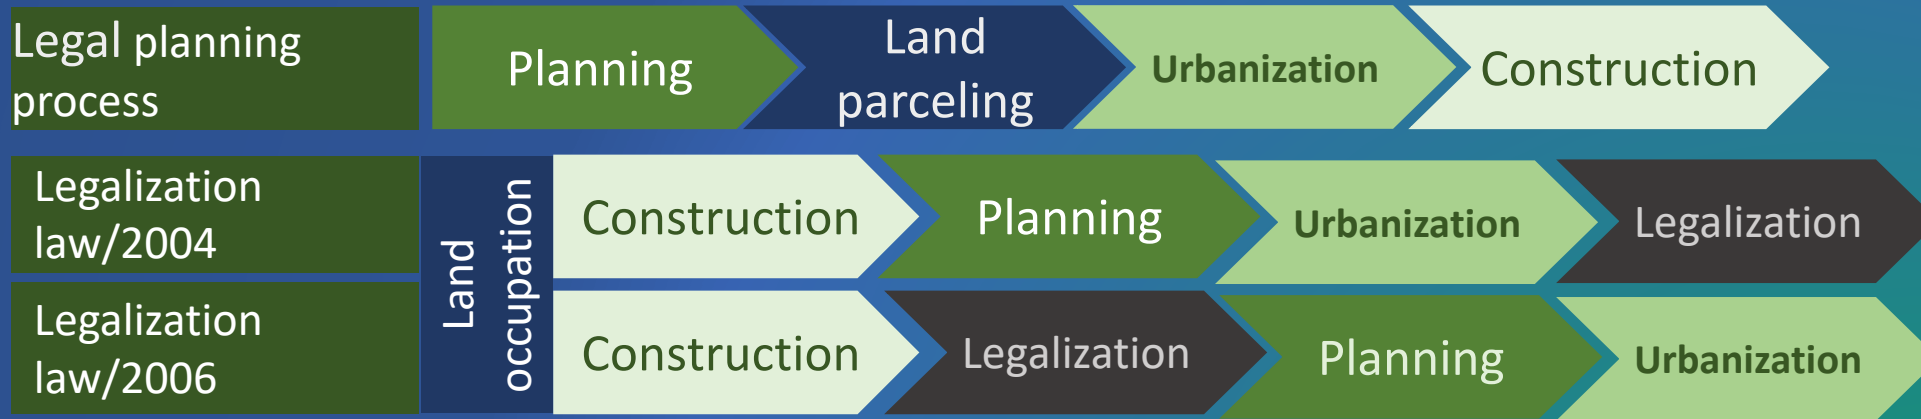 Legal planning
process
Planning
Land
parceling
Urbanization
Construction
Legalization
law/2004
Land
occupation
Construction
Planning
Urbanization
Legalization
Legalization
law/2006
Construction
Legalization
Planning
Urbanization